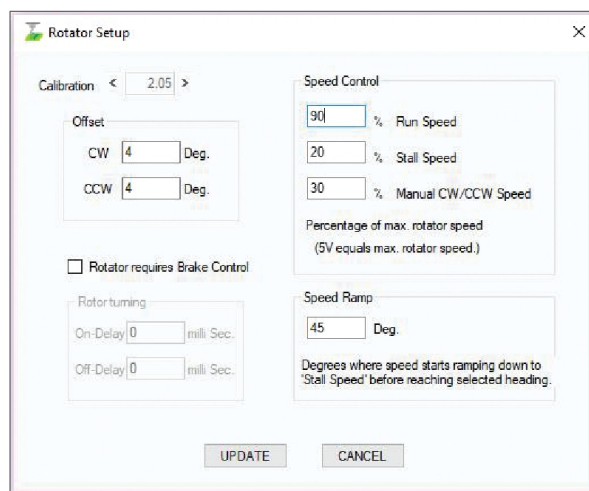 Rotator Setup
Calibration < 2.05 >
Offset
CW 4 Deg.
CCW 4 Deg.
Rotator requires Brake Control
Rotor turning
On-Delay 0 milli Sec.
Off-Delay 0 milli Sec.
Speed Control
90 % Run Speed
20 % Stall Speed
30 % Manual CW/CCW Speed
Percentage of max. rotator speed
(5V equals max. rotator speed.)
Speed Ramp
45 Deg.
Degrees where speed starts ramping down to
'Stall Speed' before reaching selected heading.
UPDATE CANCEL